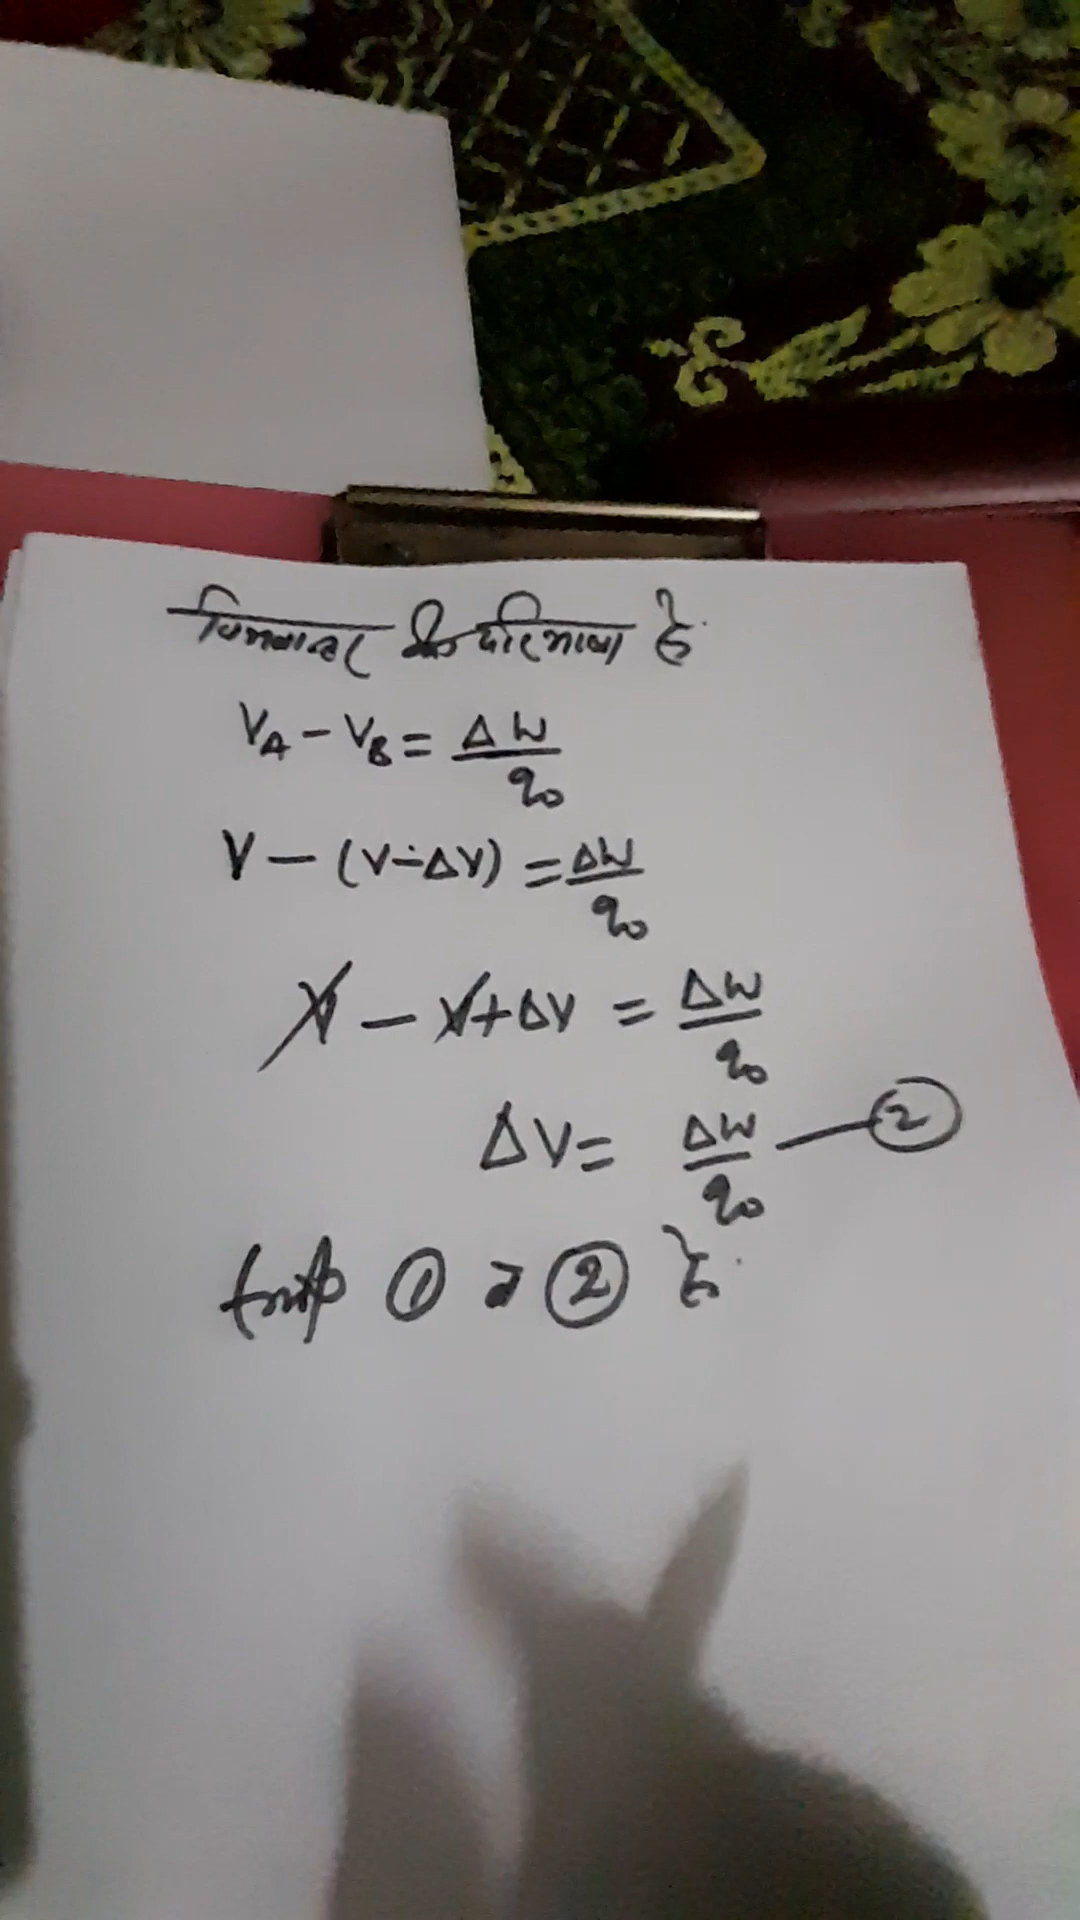 विभवान्तर की परिभाषा से
V_A - V_B = ΔW/q₀
V - (V - ΔV) = ΔW/q₀
V - V + ΔV = ΔW/q₀
ΔV = ΔW/q₀ — ②
① व ② से